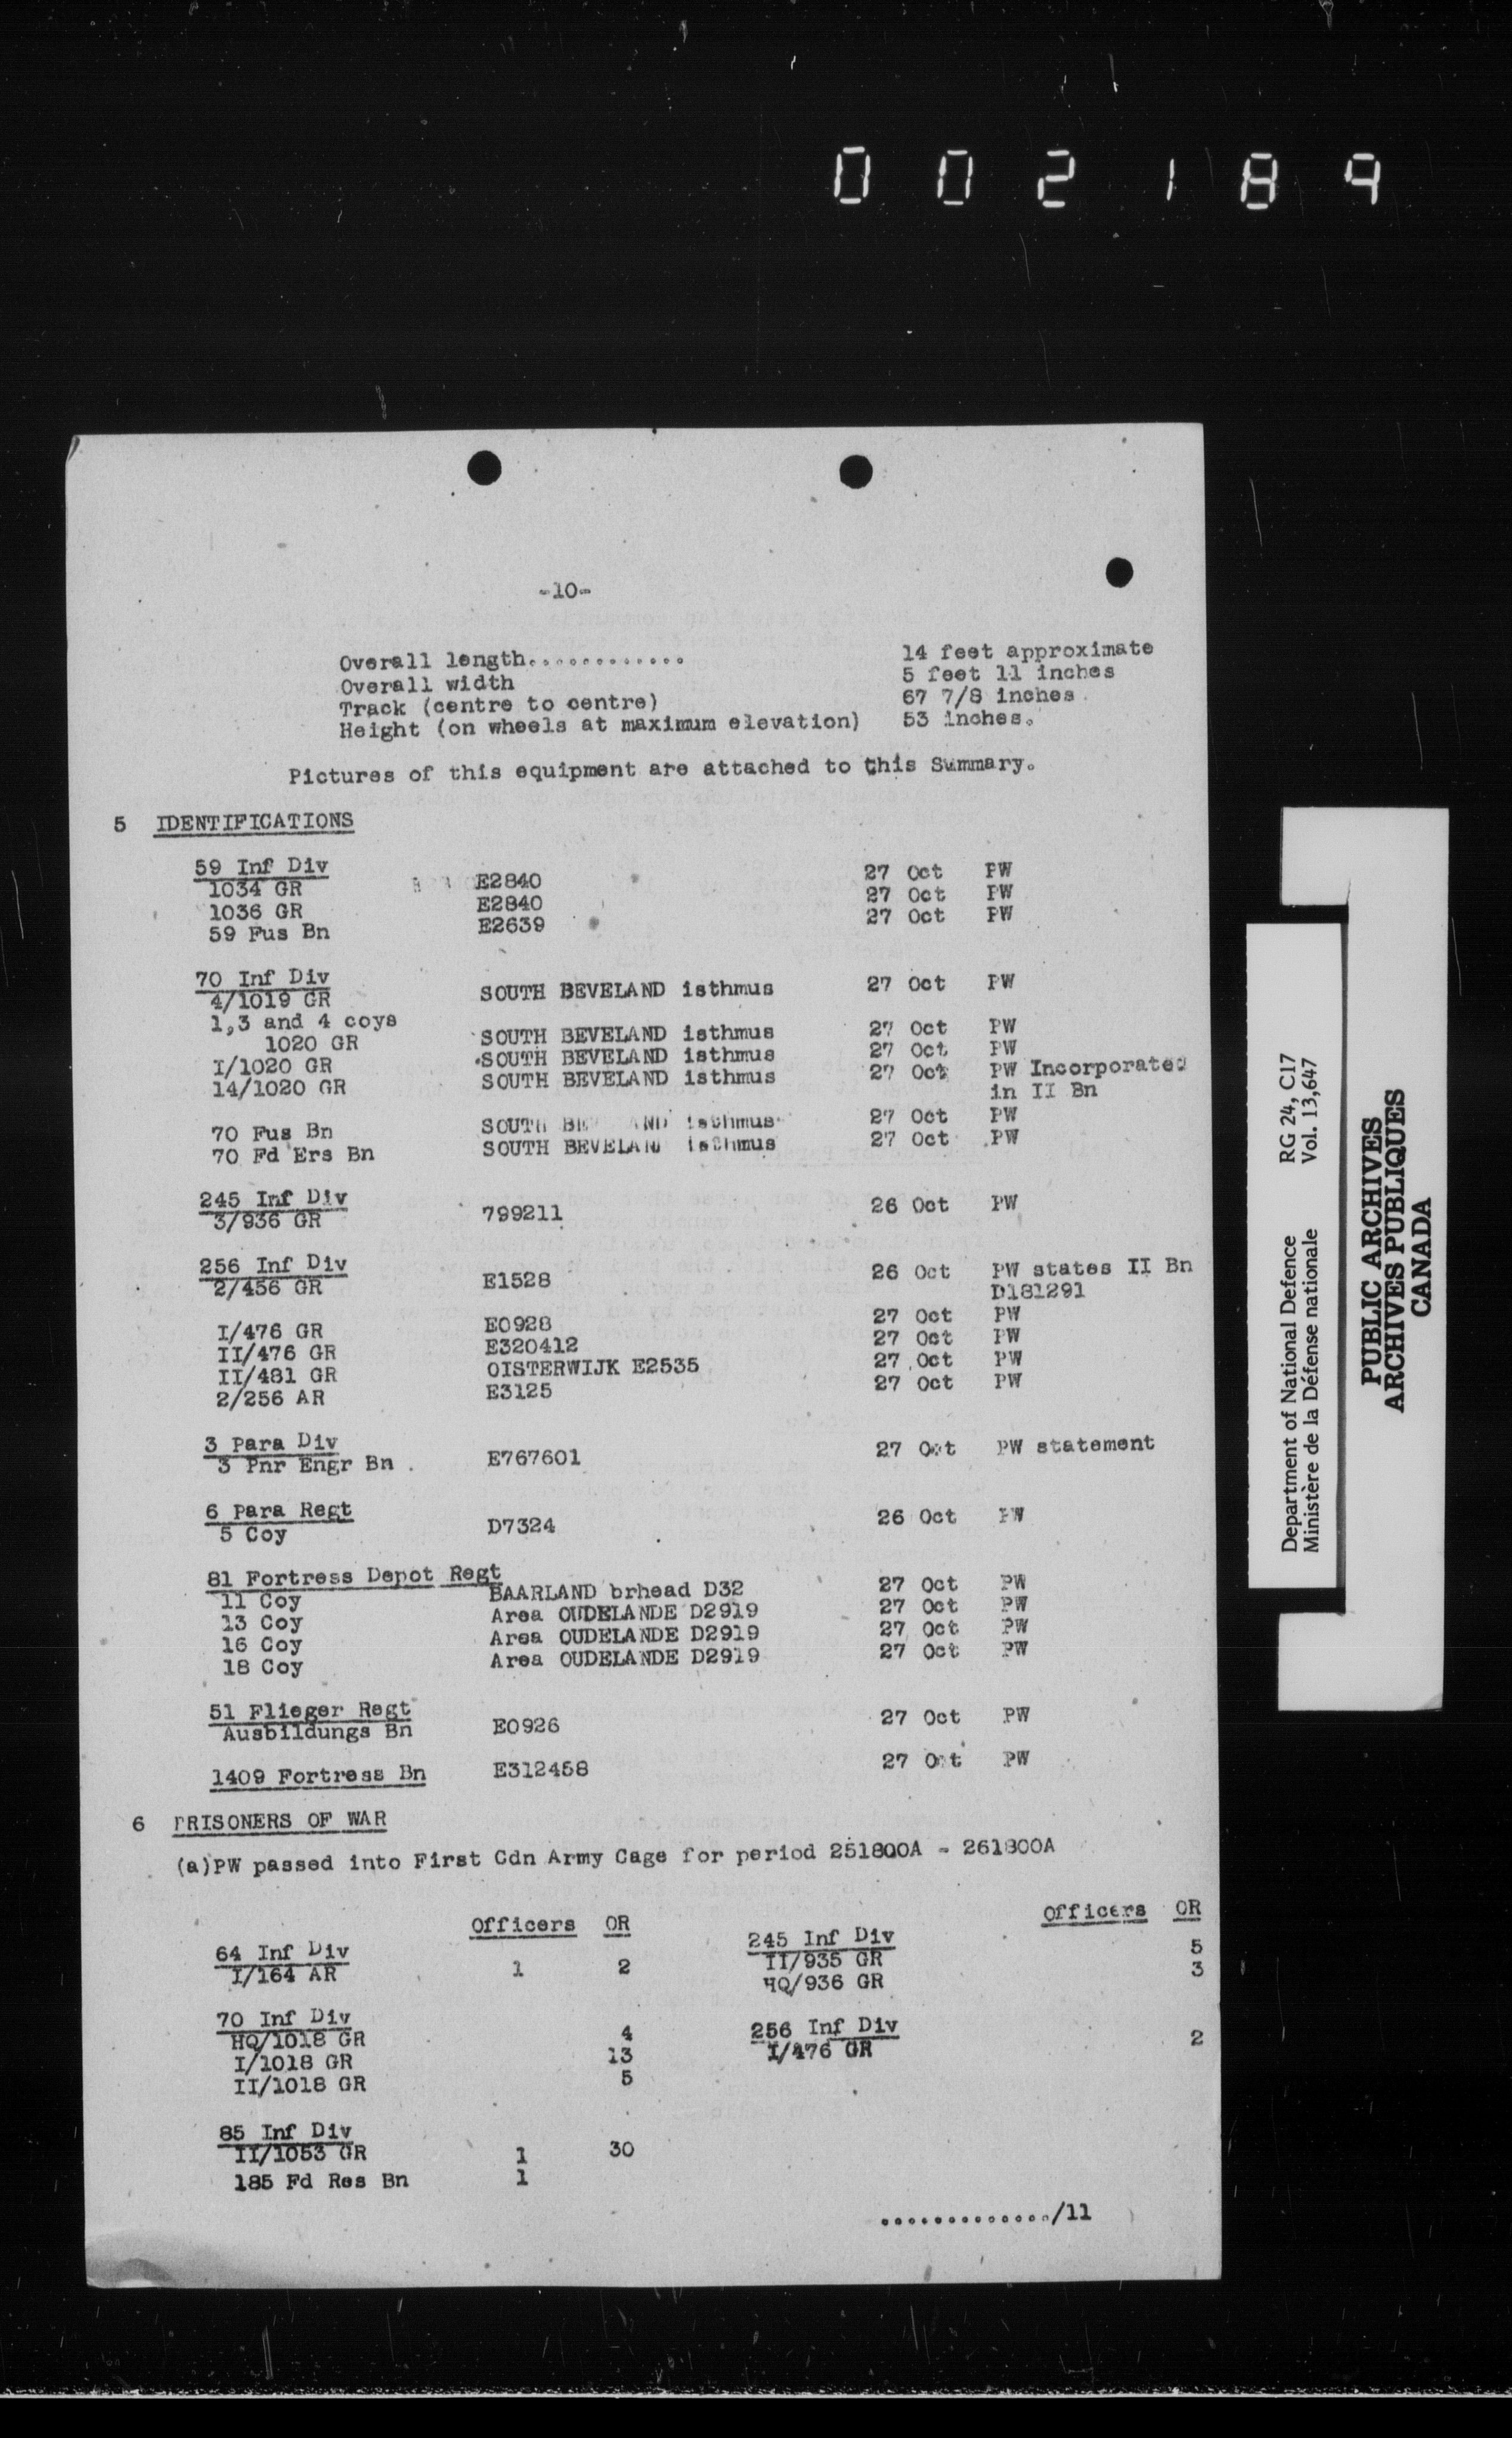 002189
-10-
Overall length............ 14 feet approximate
Overall width 5 feet 11 inches
Track (centre to centre) 67 7/8 inches
Height (on wheels at maximum elevation) 53 inches.
Pictures of this equipment are attached to this Summary.
5 IDENTIFICATIONS
59 Inf Div
1034 GR E2840 27 Oct PW
1036 GR E2840 27 Oct PW
59 Fus Bn E2639 27 Oct PW
70 Inf Div
4/1019 GR SOUTH BEVELAND isthmus 27 Oct PW
1,3 and 4 coys
1020 GR SOUTH BEVELAND isthmus 27 Oct PW
I/1020 GR SOUTH BEVELAND isthmus 27 Oct PW
14/1020 GR SOUTH BEVELAND isthmus 27 Oct PW Incorporated
in II Bn
70 Fus Bn SOUTH BEVELAND isthmus 27 Oct PW
70 Fd Ers Bn SOUTH BEVELAND isthmus 27 Oct PW
245 Inf Div
3/936 GR 799211 26 Oct PW
256 Inf Div
2/456 GR E1528 26 Oct PW states II Bn
D181291
I/476 GR E0928 27 Oct PW
II/476 GR E320412 27 Oct PW
II/481 GR OISTERWIJK E2535 27 Oct PW
2/256 AR E3125 27 Oct PW
3 Para Div
3 Pnr Engr Bn E767601 27 Oct PW statement
6 Para Regt
5 Coy D7324 26 Oct PW
81 Fortress Depot Regt
11 Coy BAARLAND brhead D32 27 Oct PW
13 Coy Area OUDELANDE D2919 27 Oct PW
16 Coy Area OUDELANDE D2919 27 Oct PW
18 Coy Area OUDELANDE D2919 27 Oct PW
51 Flieger Regt
Ausbildungs Bn E0926 27 Oct PW
1409 Fortress Bn E312458 27 Oct PW
6 PRISONERS OF WAR
(a)PW passed into First Cdn Army Cage for period 251800A - 261800A
Officers OR Officers OR
64 Inf Div 245 Inf Div
I/164 AR 1 2 II/935 GR 5
HQ/936 GR 3
70 Inf Div 256 Inf Div
HQ/1018 GR 4 I/476 GR 2
I/1018 GR 13
II/1018 GR 5
85 Inf Div
II/1053 GR 1 30
185 Fd Res Bn 1
............./11
Department of National Defence RG 24, C17
Ministère de la Défense nationale Vol. 13,647
PUBLIC ARCHIVES
ARCHIVES PUBLIQUES
CANADA